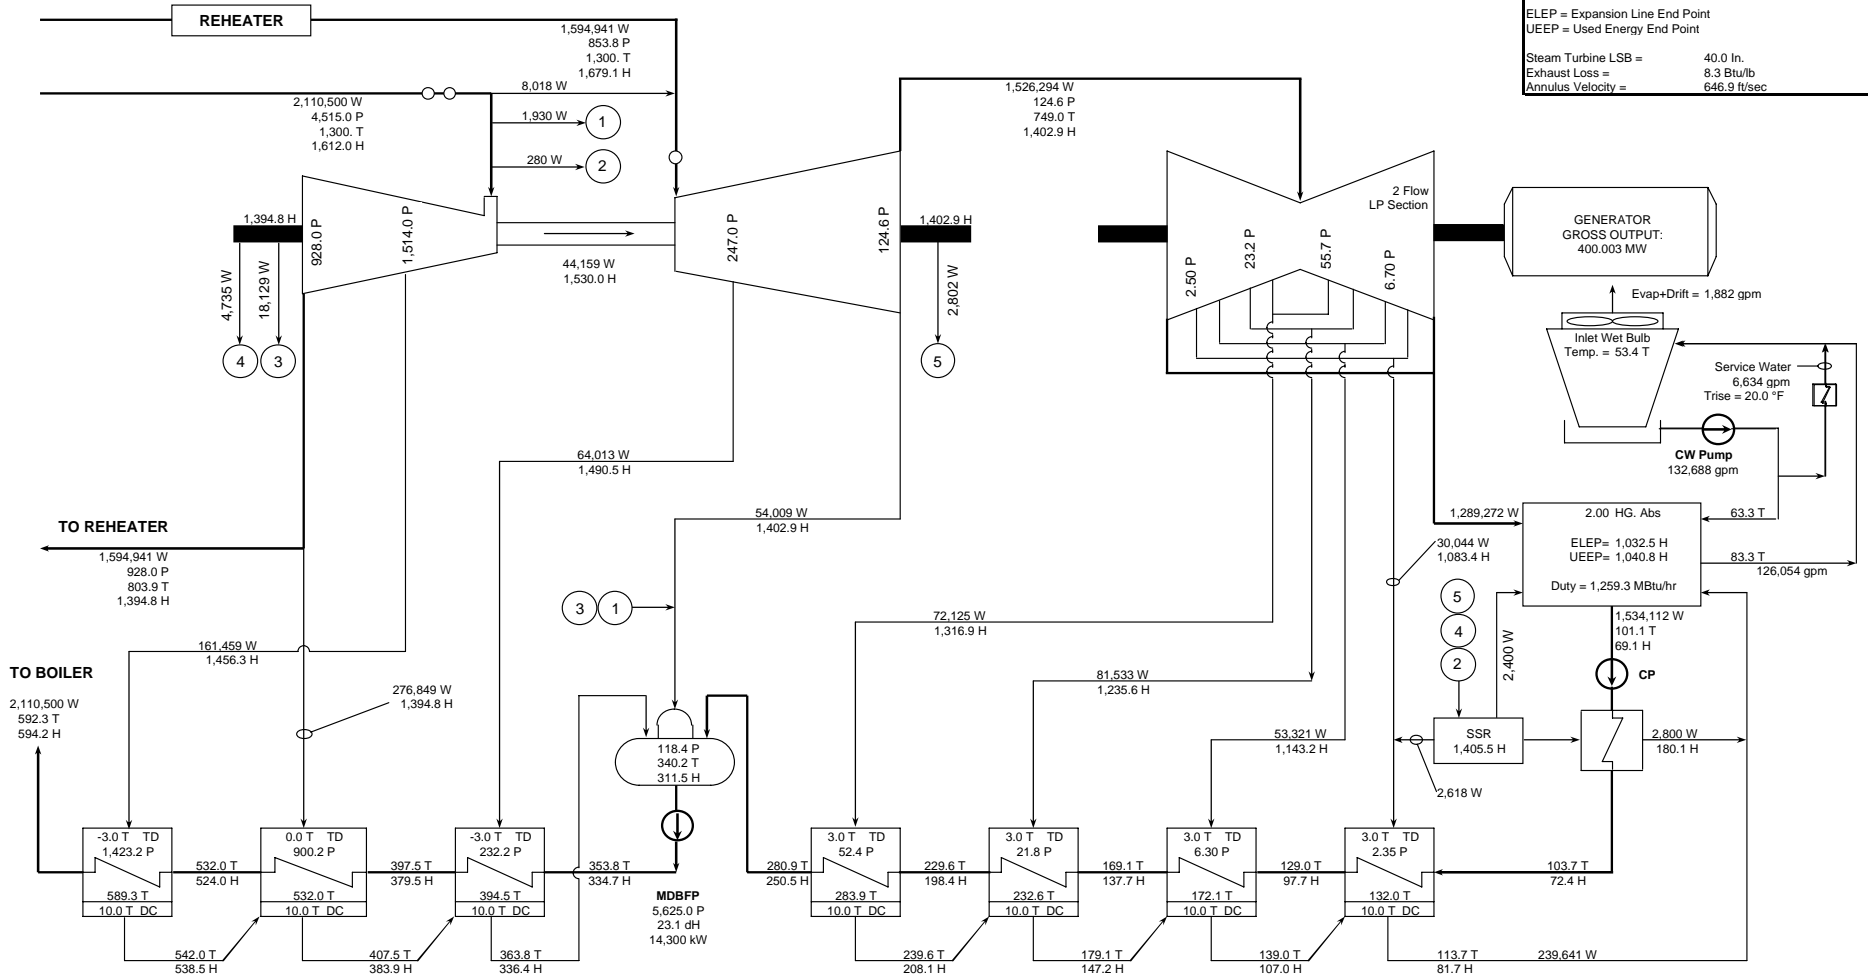 REHEATER
1,594,941 W
853.8 P
1,300. T
1,679.1 H
ELEP = Expansion Line End Point
UEEP = Used Energy End Point
Steam Turbine LSB = 40.0 In.
Exhaust Loss = 8.3 Btu/lb
Annulus Velocity = 646.9 ft/sec
2,110,500 W
4,515.0 P
1,300. T
1,612.0 H
8,018 W
1,930 W
1
280 W
2
1,526,294 W
124.6 P
749.0 T
1,402.9 H
1,394.8 H
928.0 P
1,514.0 P
4,735 W
18,129 W
4
3
44,159 W
1,530.0 H
247.0 P
124.6 P
1,402.9 H
2,802 W
5
2 Flow
LP Section
2.50 P
23.2 P
55.7 P
6.70 P
GENERATOR
GROSS OUTPUT:
400.003 MW
Evap+Drift = 1,882 gpm
Inlet Wet Bulb
Temp. = 53.4 T
Service Water
6,634 gpm
Trise = 20.0 °F
CW Pump
132,688 gpm
64,013 W
1,490.5 H
54,009 W
1,402.9 H
TO REHEATER
1,594,941 W
928.0 P
803.9 T
1,394.8 H
1,289,272 W
2.00 HG. Abs
ELEP= 1,032.5 H
UEEP= 1,040.8 H
Duty = 1,259.3 MBtu/hr
63.3 T
83.3 T
126,054 gpm
30,044 W
1,083.4 H
3
1
5
4
2
72,125 W
1,316.9 H
2,400 W
1,534,112 W
101.1 T
69.1 H
CP
161,459 W
1,456.3 H
TO BOILER
2,110,500 W
592.3 T
594.2 H
276,849 W
1,394.8 H
81,533 W
1,235.6 H
53,321 W
1,143.2 H
SSR
1,405.5 H
2,800 W
180.1 H
2,618 W
118.4 P
340.2 T
311.5 H
-3.0 T TD
1,423.2 P
589.3 T
10.0 T DC
532.0 T
524.0 H
0.0 T TD
900.2 P
532.0 T
10.0 T DC
397.5 T
379.5 H
-3.0 T TD
232.2 P
394.5 T
10.0 T DC
353.8 T
334.7 H
MDBFP
5,625.0 P
23.1 dH
14,300 kW
280.9 T
250.5 H
3.0 T TD
52.4 P
283.9 T
10.0 T DC
229.6 T
198.4 H
3.0 T TD
21.8 P
232.6 T
10.0 T DC
169.1 T
137.7 H
3.0 T TD
6.30 P
172.1 T
10.0 T DC
129.0 T
97.7 H
3.0 T TD
2.35 P
132.0 T
10.0 T DC
103.7 T
72.4 H
542.0 T
538.5 H
407.5 T
383.9 H
363.8 T
336.4 H
239.6 T
208.1 H
179.1 T
147.2 H
139.0 T
107.0 H
113.7 T
81.7 H
239,641 W